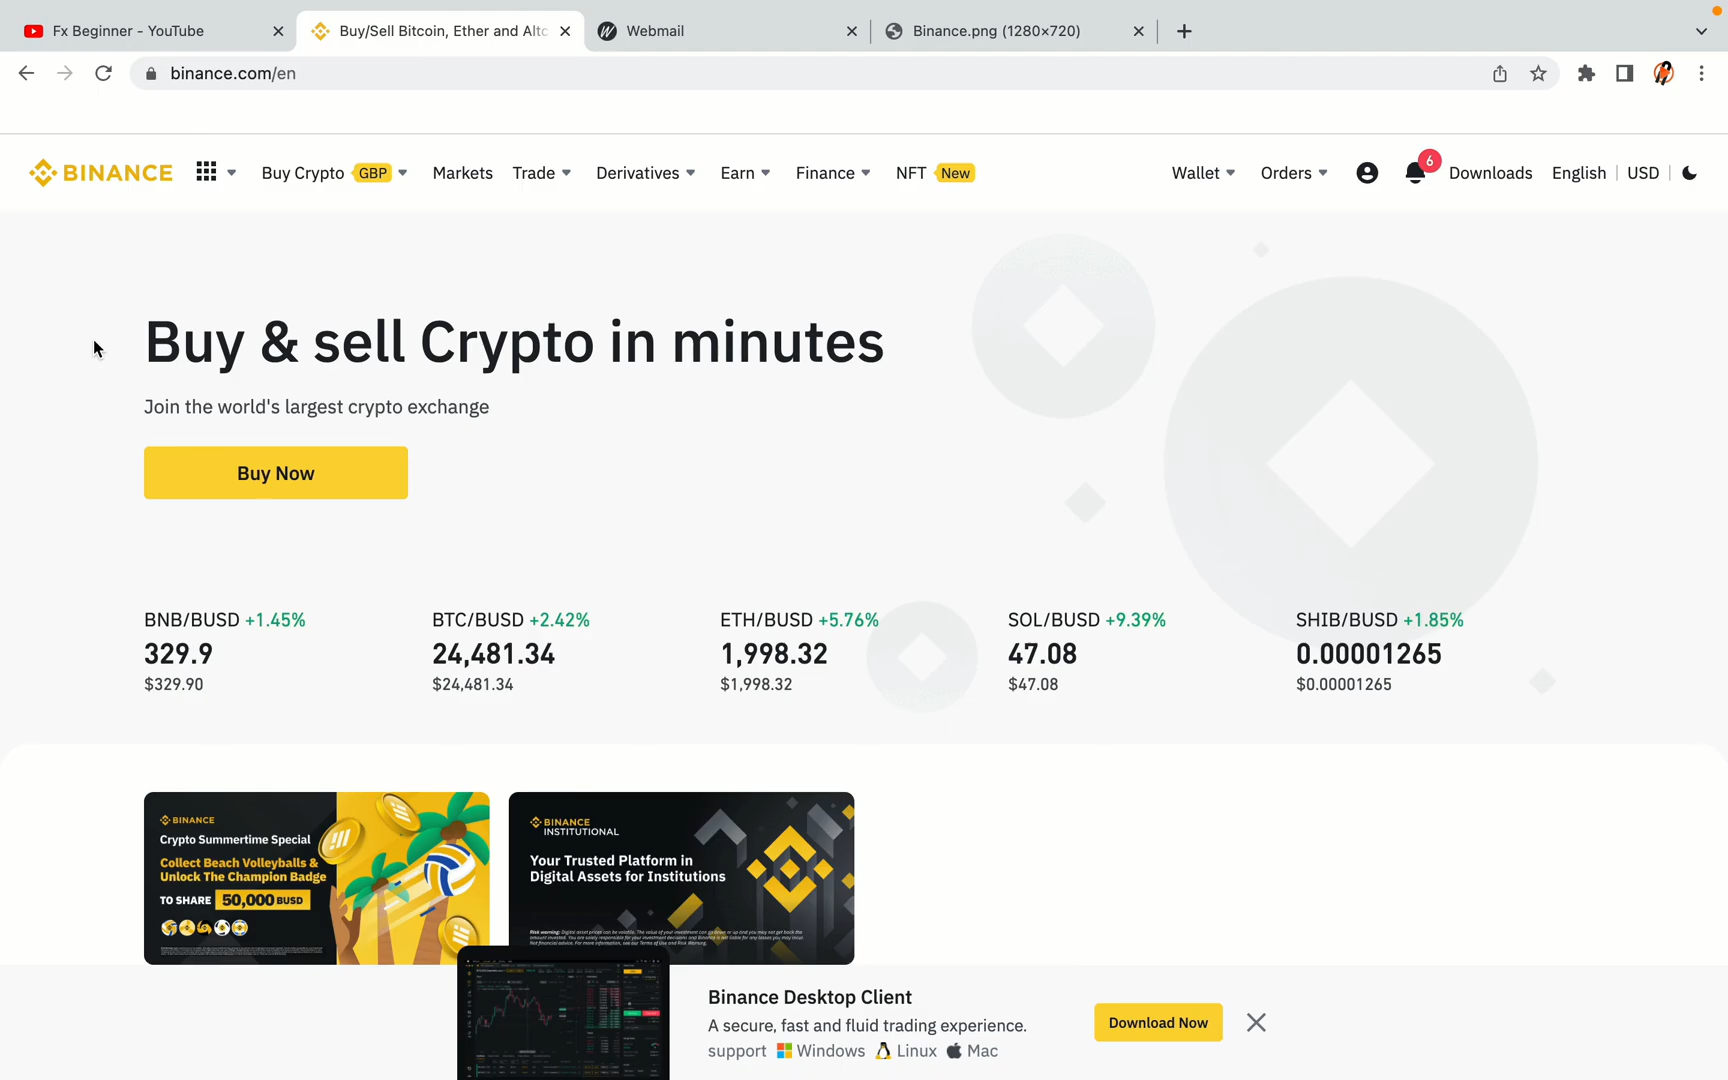 Fx Beginner - YouTube
Buy/Sell Bitcoin, Ether and Altc
Webmail
Binance.png (1280×720)
binance.com/en
BINANCE
Buy Crypto GBP
Markets
Trade
Derivatives
Earn
Finance
NFT New
Wallet
Orders
6
Downloads
English
USD
Buy & sell Crypto in minutes
Join the world's largest crypto exchange
Buy Now
BNB/BUSD +1.45%
329.9
$329.90
BTC/BUSD +2.42%
24,481.34
$24,481.34
ETH/BUSD +5.76%
1,998.32
$1,998.32
SOL/BUSD +9.39%
47.08
$47.08
SHIB/BUSD +1.85%
0.00001265
$0.00001265
BINANCE
Crypto Summertime Special
Collect Beach Volleyballs &
Unlock The Champion Badge
TO SHARE 50,000 BUSD
BINANCE
INSTITUTIONAL
Your Trusted Platform in
Digital Assets for Institutions
Binance Desktop Client
A secure, fast and fluid trading experience.
support Windows Linux Mac
Download Now